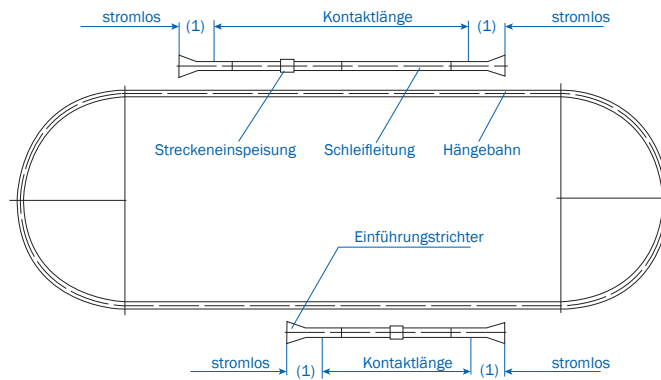 stromlos (1) Kontaktlänge (1) stromlos
Streckeneinspeisung Schleifleitung Hängebahn
Einführungstrichter
stromlos (1) Kontaktlänge (1) stromlos